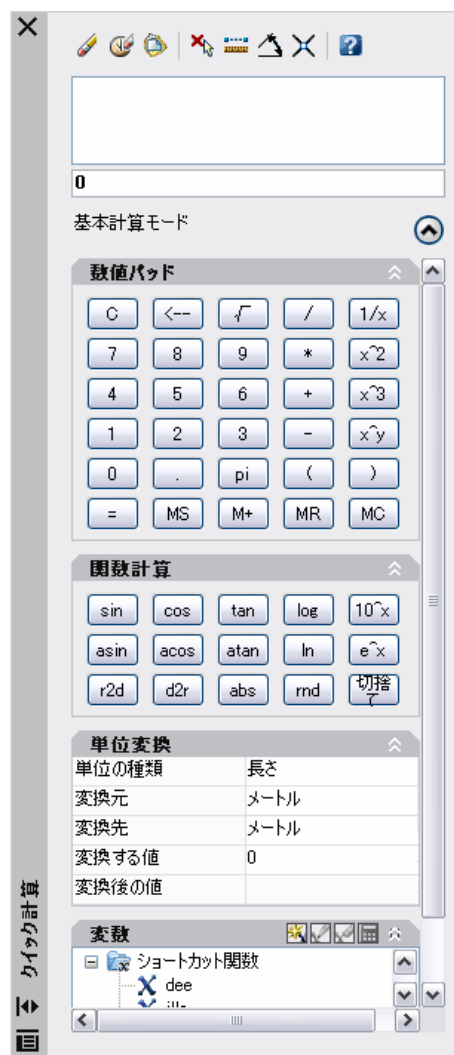 0
基本計算モード
数値パッド
C <-- √ / 1/x
7 8 9 * x^2
4 5 6 + x^3
1 2 3 - x^y
0 . pi ( )
= MS M+ MR MC
関数計算
sin cos tan log 10^x
asin acos atan ln e^x
r2d d2r abs rnd 切捨て
単位変換
単位の種類 長さ
変換元 メートル
変換先 メートル
変換する値 0
変換後の値
変数
ショートカット関数
dee
クイック計算